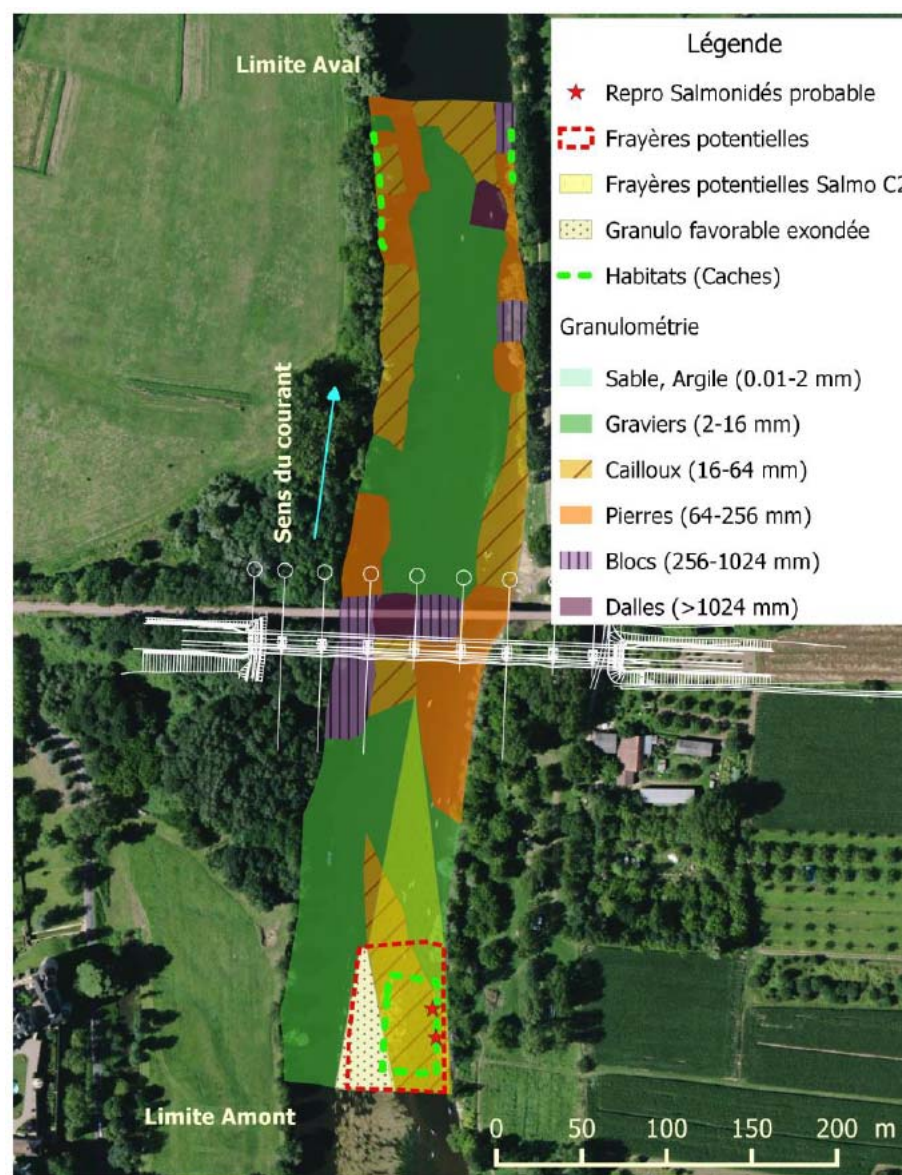 Limite Aval
Légende
Repro Salmonidés probable
Frayères potentielles
Frayères potentielles Salmo C2
Granulo favorable exondée
Habitats (Caches)
Granulométrie
Sable, Argile (0.01-2 mm)
Graviers (2-16 mm)
Cailloux (16-64 mm)
Pierres (64-256 mm)
Blocs (256-1024 mm)
Dalles (>1024 mm)
Sens du courant
Limite Amont
0 50 100 150 200 m